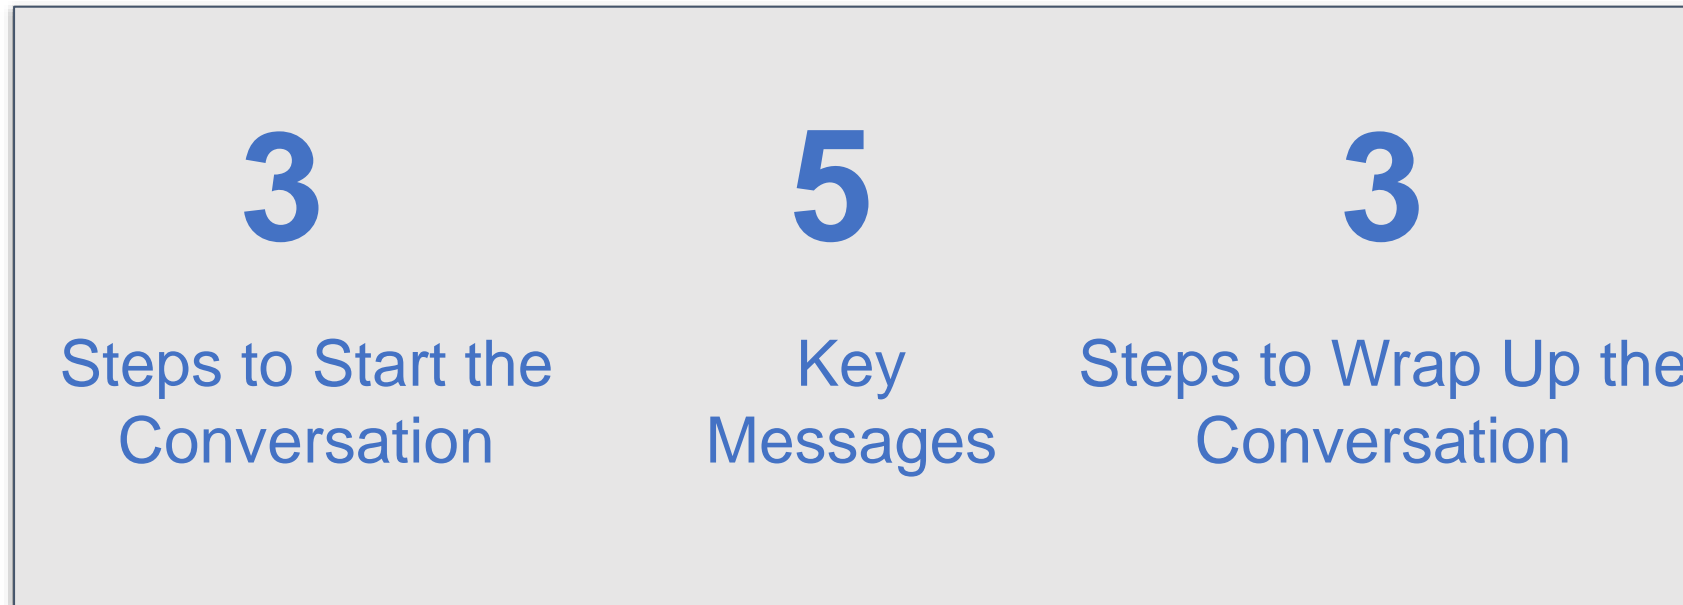 3
Steps to Start the
Conversation
5
Key
Messages
3
Steps to Wrap Up the
Conversation